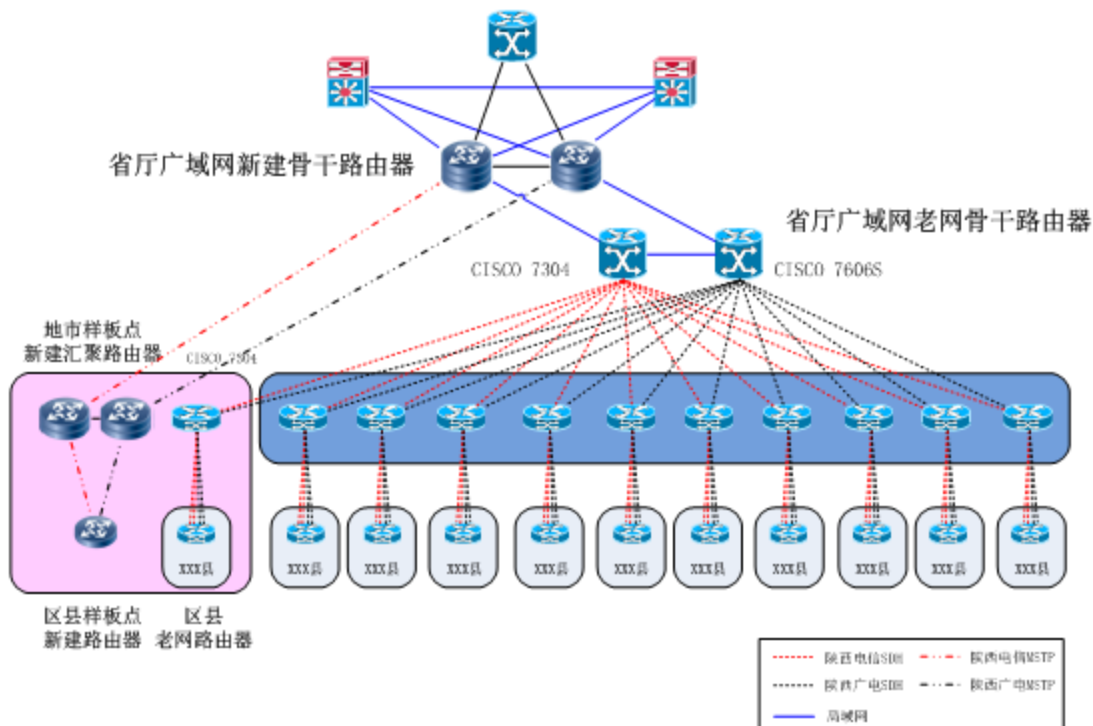 省厅广域网新建骨干路由器
省厅广域网老网骨干路由器
CISCO 7304
CISCO 7606S
地市样板点
新建汇聚路由器
CISCO 7304
xxx县
xxx县
xxx县
xxx县
xxx县
xxx县
xxx县
xxx县
xxx县
xxx县
xxx县
区县样板点
新建路由器
区县
老网路由器
陕西电信SDH
陕西电信MSTP
陕西广电SDH
陕西广电MSTP
局域网